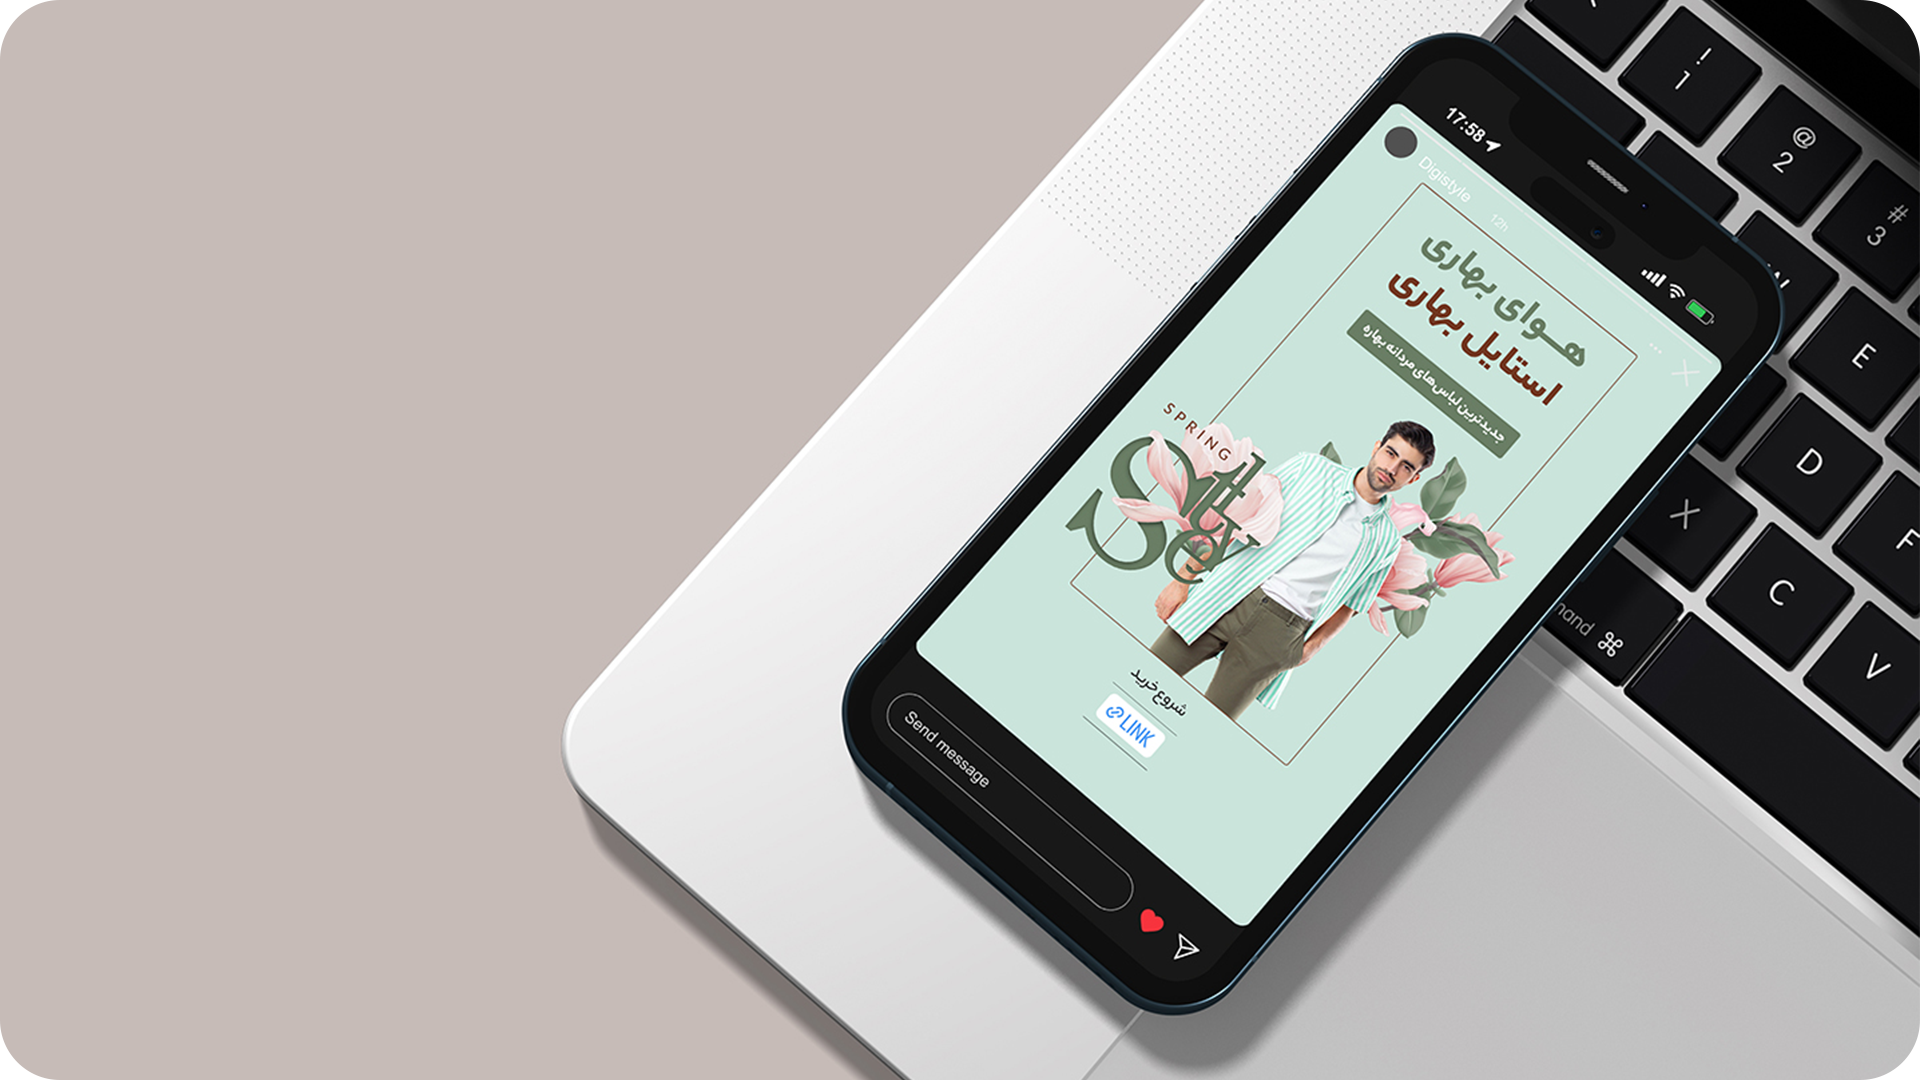 17:58
Digistyle 12h
هوای بهاری
استایل بهاری
جدیدترین لباس‌های مردانه بهاره
SPRING
Style
شروع خرید
LINK
Send message
!
1
@
2
#
3
E
D
F
X
C
V
mand ⌘